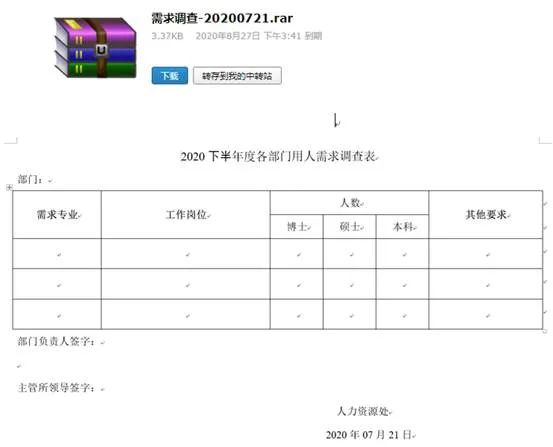 需求调查-20200721.rar
3.37KB 2020年8月27日 下午3:41 到期
下载 转存到我的中转站
2020下半年度各部门用人需求调查表
部门：
需求专业 工作岗位 人数 其他要求
博士 硕士 本科
部门负责人签字：
主管所领导签字：
人力资源处
2020 年 07 月 21 日